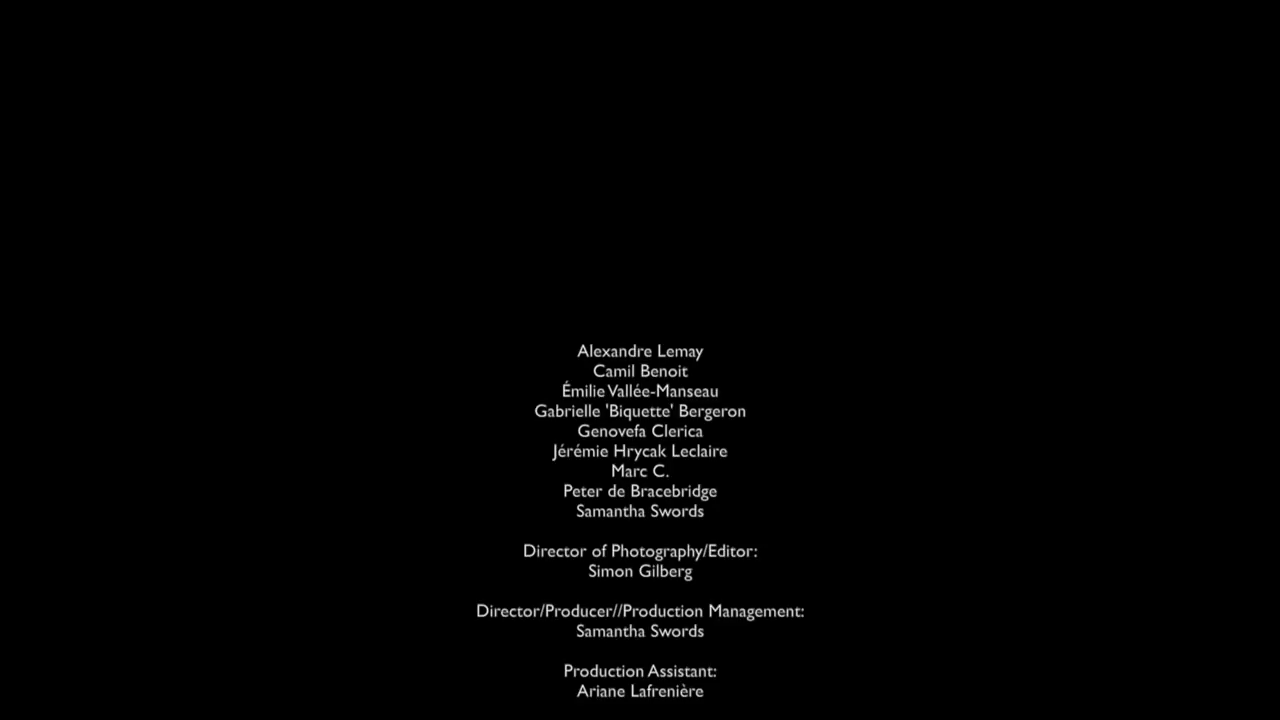 Alexandre Lemay
Camil Benoit
Émilie Vallée-Manseau
Gabrielle 'Biquette' Bergeron
Genovefa Clerica
Jérémie Hrycak Leclaire
Marc C.
Peter de Bracebridge
Samantha Swords
Director of Photography/Editor:
Simon Gilberg
Director/Producer//Production Management:
Samantha Swords
Production Assistant:
Ariane Lafrenière